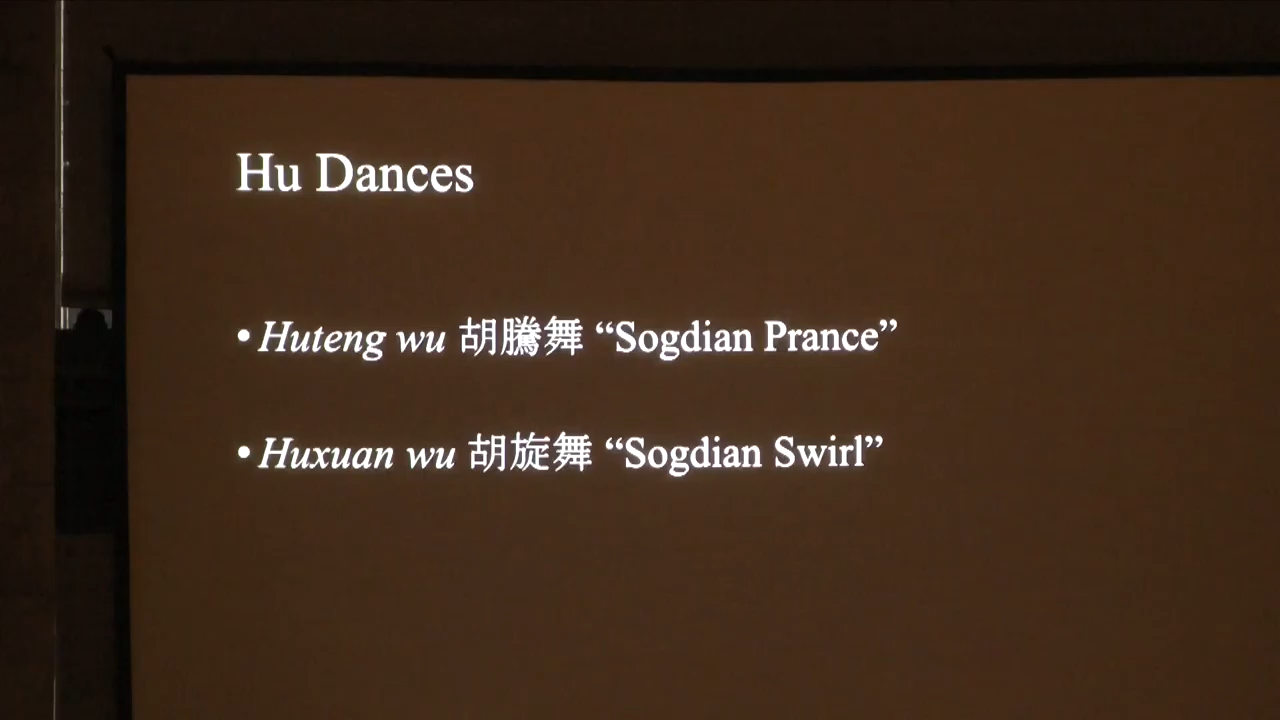 Hu Dances
• Huteng wu 胡騰舞 “Sogdian Prance”
• Huxuan wu 胡旋舞 “Sogdian Swirl”